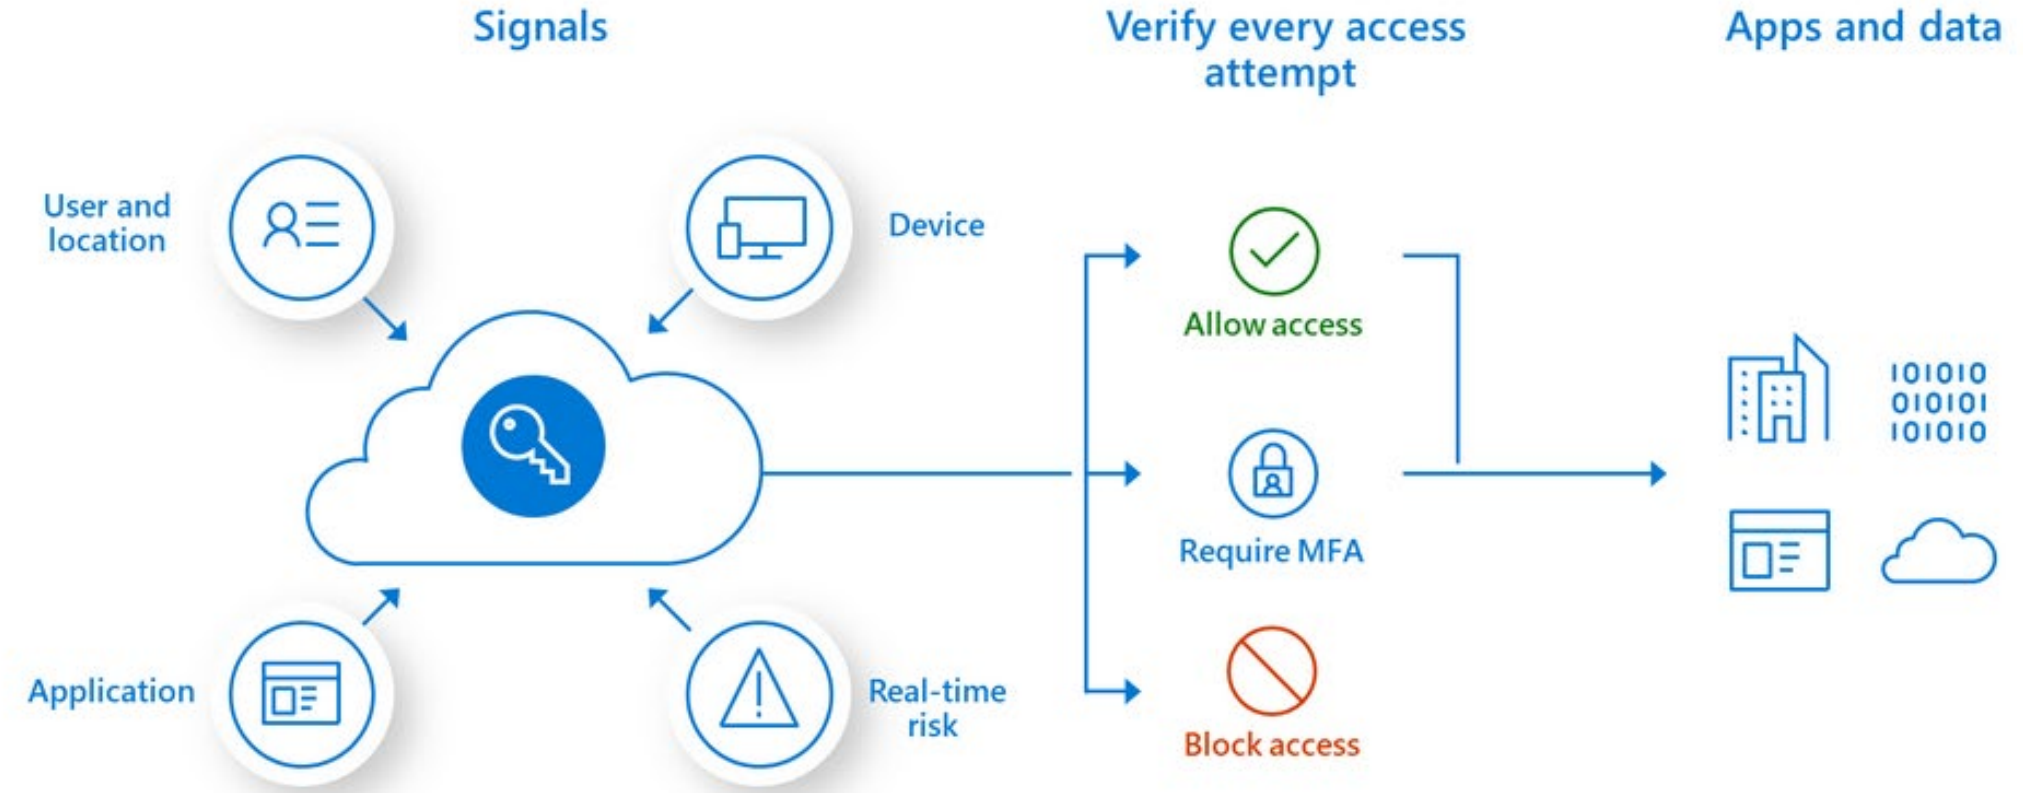 Signals
Verify every access
attempt
Apps and data
User and
location
Device
Allow access
101010
010101
101010
Require MFA
Application
Real-time
risk
Block access